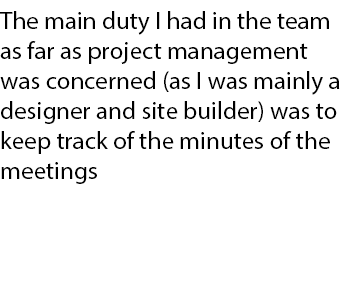 The main duty I had in the team
as far as project management
was concerned (as I was mainly a
designer and site builder) was to
keep track of the minutes of the
meetings